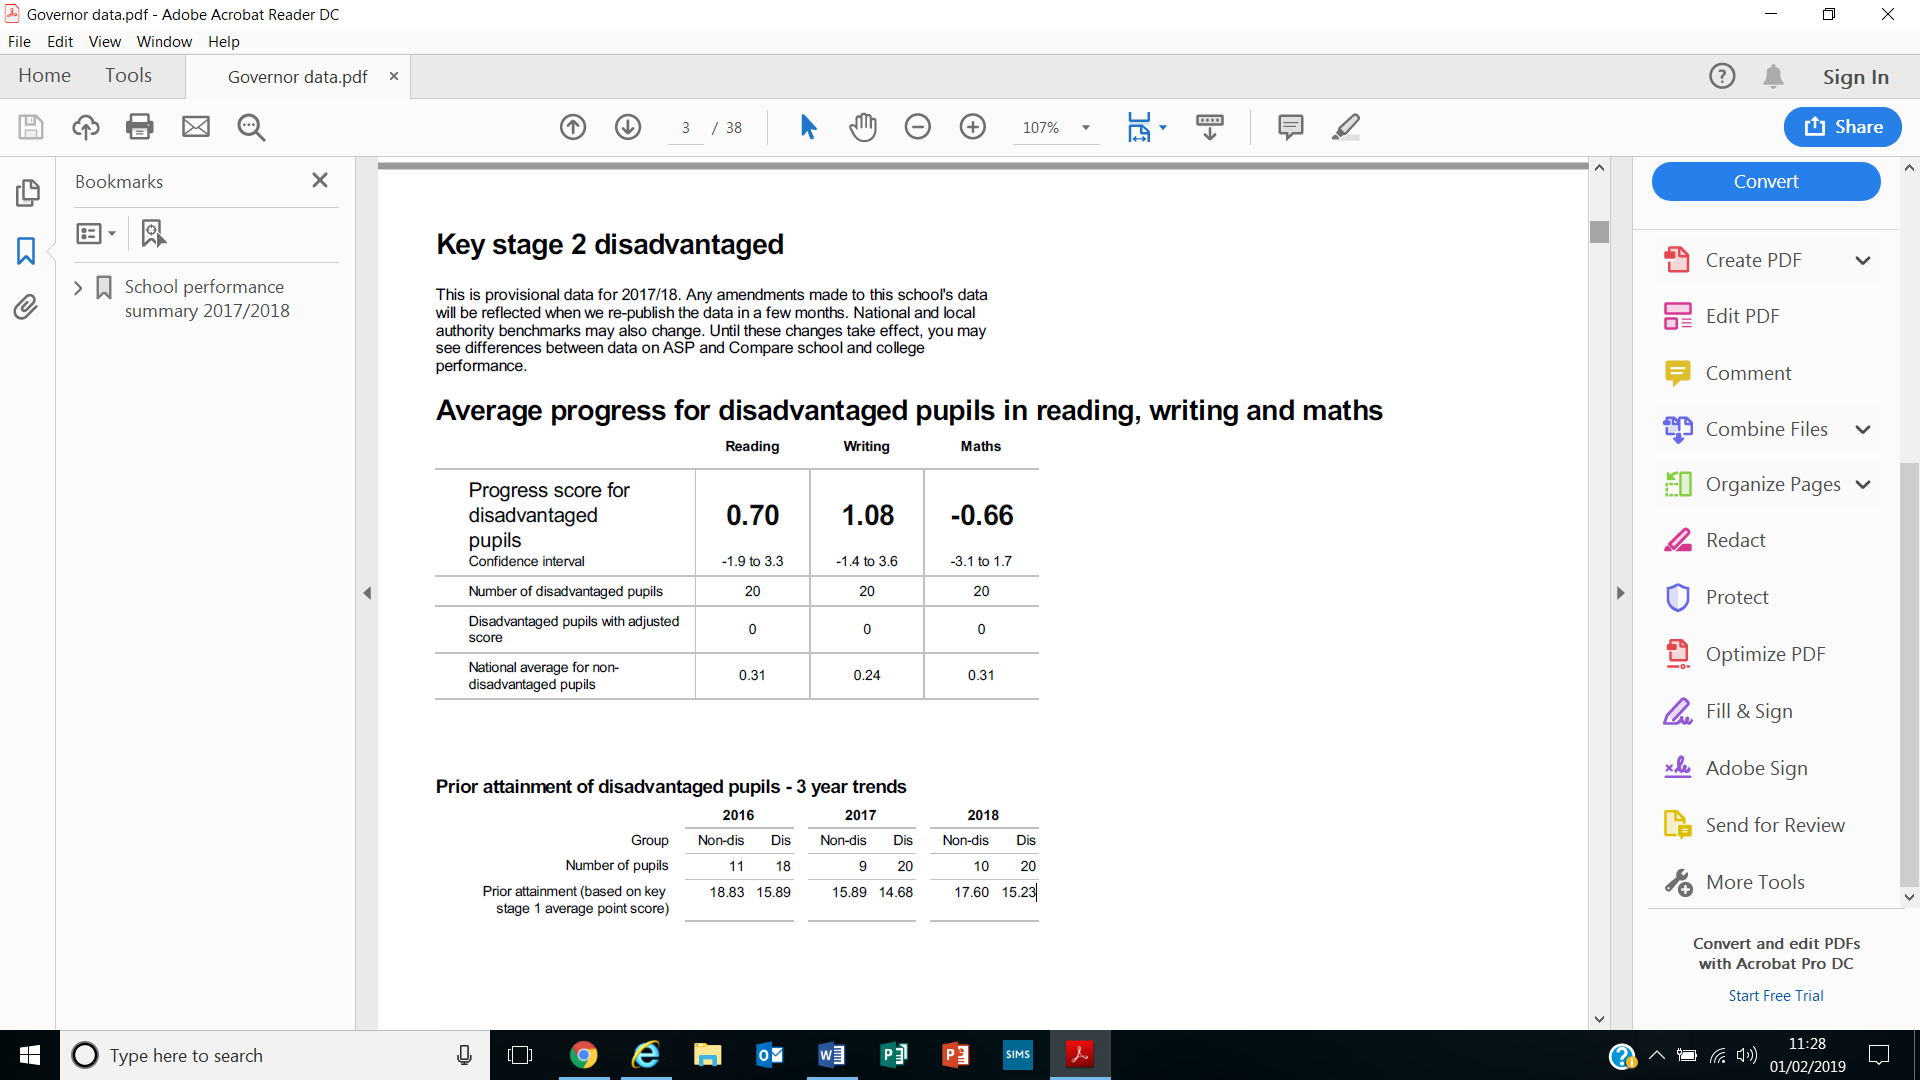 Governor data.pdf - Adobe Acrobat Reader DC
File Edit View Window Help
Home Tools Governor data.pdf Sign In
3 / 38 107% Share
Bookmarks
School performance
summary 2017/2018
Key stage 2 disadvantaged
This is provisional data for 2017/18. Any amendments made to this school's data
will be reflected when we re-publish the data in a few months. National and local
authority benchmarks may also change. Until these changes take effect, you may
see differences between data on ASP and Compare school and college
performance.
Average progress for disadvantaged pupils in reading, writing and maths
Reading Writing Maths
Progress score for
disadvantaged 0.70 1.08 -0.66
pupils
Confidence interval -1.9 to 3.3 -1.4 to 3.6 -3.1 to 1.7
Number of disadvantaged pupils 20 20 20
Disadvantaged pupils with adjusted
score 0 0 0
National average for non-
disadvantaged pupils 0.31 0.24 0.31
Prior attainment of disadvantaged pupils - 3 year trends
2016 2017 2018
Group Non-dis Dis Non-dis Dis Non-dis Dis
Number of pupils 11 18 9 20 10 20
Prior attainment (based on key 18.83 15.89 15.89 14.68 17.60 15.23
stage 1 average point score)
Convert
Create PDF
Edit PDF
Comment
Combine Files
Organize Pages
Redact
Protect
Optimize PDF
Fill & Sign
Adobe Sign
Send for Review
More Tools
Convert and edit PDFs
with Acrobat Pro DC
Start Free Trial
Type here to search
SIMS
11:28
01/02/2019